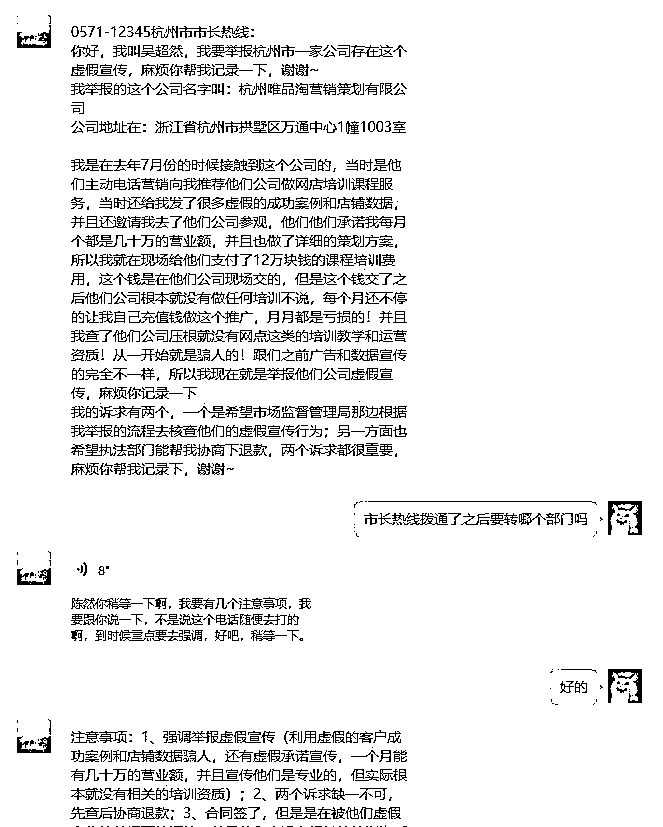 0571-12345杭州市市长热线：
你好，我叫吴超然，我要举报杭州市一家公司存在这个
虚假宣传，麻烦你帮我记录一下，谢谢~
我举报的这个公司名字叫：杭州唯品淘营销策划有限公
司
公司地址在：浙江省杭州市拱墅区万通中心1幢1003室
我是在去年7月份的时候接触到这个公司的，当时是他
们主动电话营销向我推荐他们公司做网店培训课程服
务，当时还给我发了很多虚假的成功案例和店铺数据，
并且还邀请我去了他们公司参观，他们他们承诺我每月
个都是几十万的营业额，并且也做了详细的策划方案，
所以我就在现场给他们支付了12万块钱的课程培训费
用，这个钱是在他们公司现场交的，但是这个钱交了之
后他们公司根本就没有做任何培训不说，每个月还不停
的让我自己充值钱做这个推广，月月都是亏损的！并且
我查了他们公司压根就没有网点这类的培训教学和运营
资质！从一开始就是骗人的！跟们之前广告和数据宣传
的完全不一样，所以我现在就是举报他们公司虚假宣
传，麻烦你记录一下
我的诉求有两个，一个是希望市场监督管理局那边根据
我举报的流程去核查他们的虚假宣传行为；另一方面也
希望执法部门能帮我协商下退款，两个诉求都很重要，
麻烦你帮我记录下，谢谢~
市长热线拨通了之后要转哪个部门吗
8"
陈然你稍等一下啊，我要有几个注意事项，我
要跟你说一下，不是说这个电话随便去打的
啊，到时候重点要去强调，好吧，稍等一下。
好的
注意事项：1、强调举报虚假宣传（利用虚假的客户成
功案例和店铺数据骗人，还有虚假承诺宣传，一个月能
有几十万的营业额，并且宣传他们是专业的，但实际根
本就没有相关的培训资质）；2、两个诉求缺一不可，
先查后协商退款；3、合同签了，但是是在被他们虚假